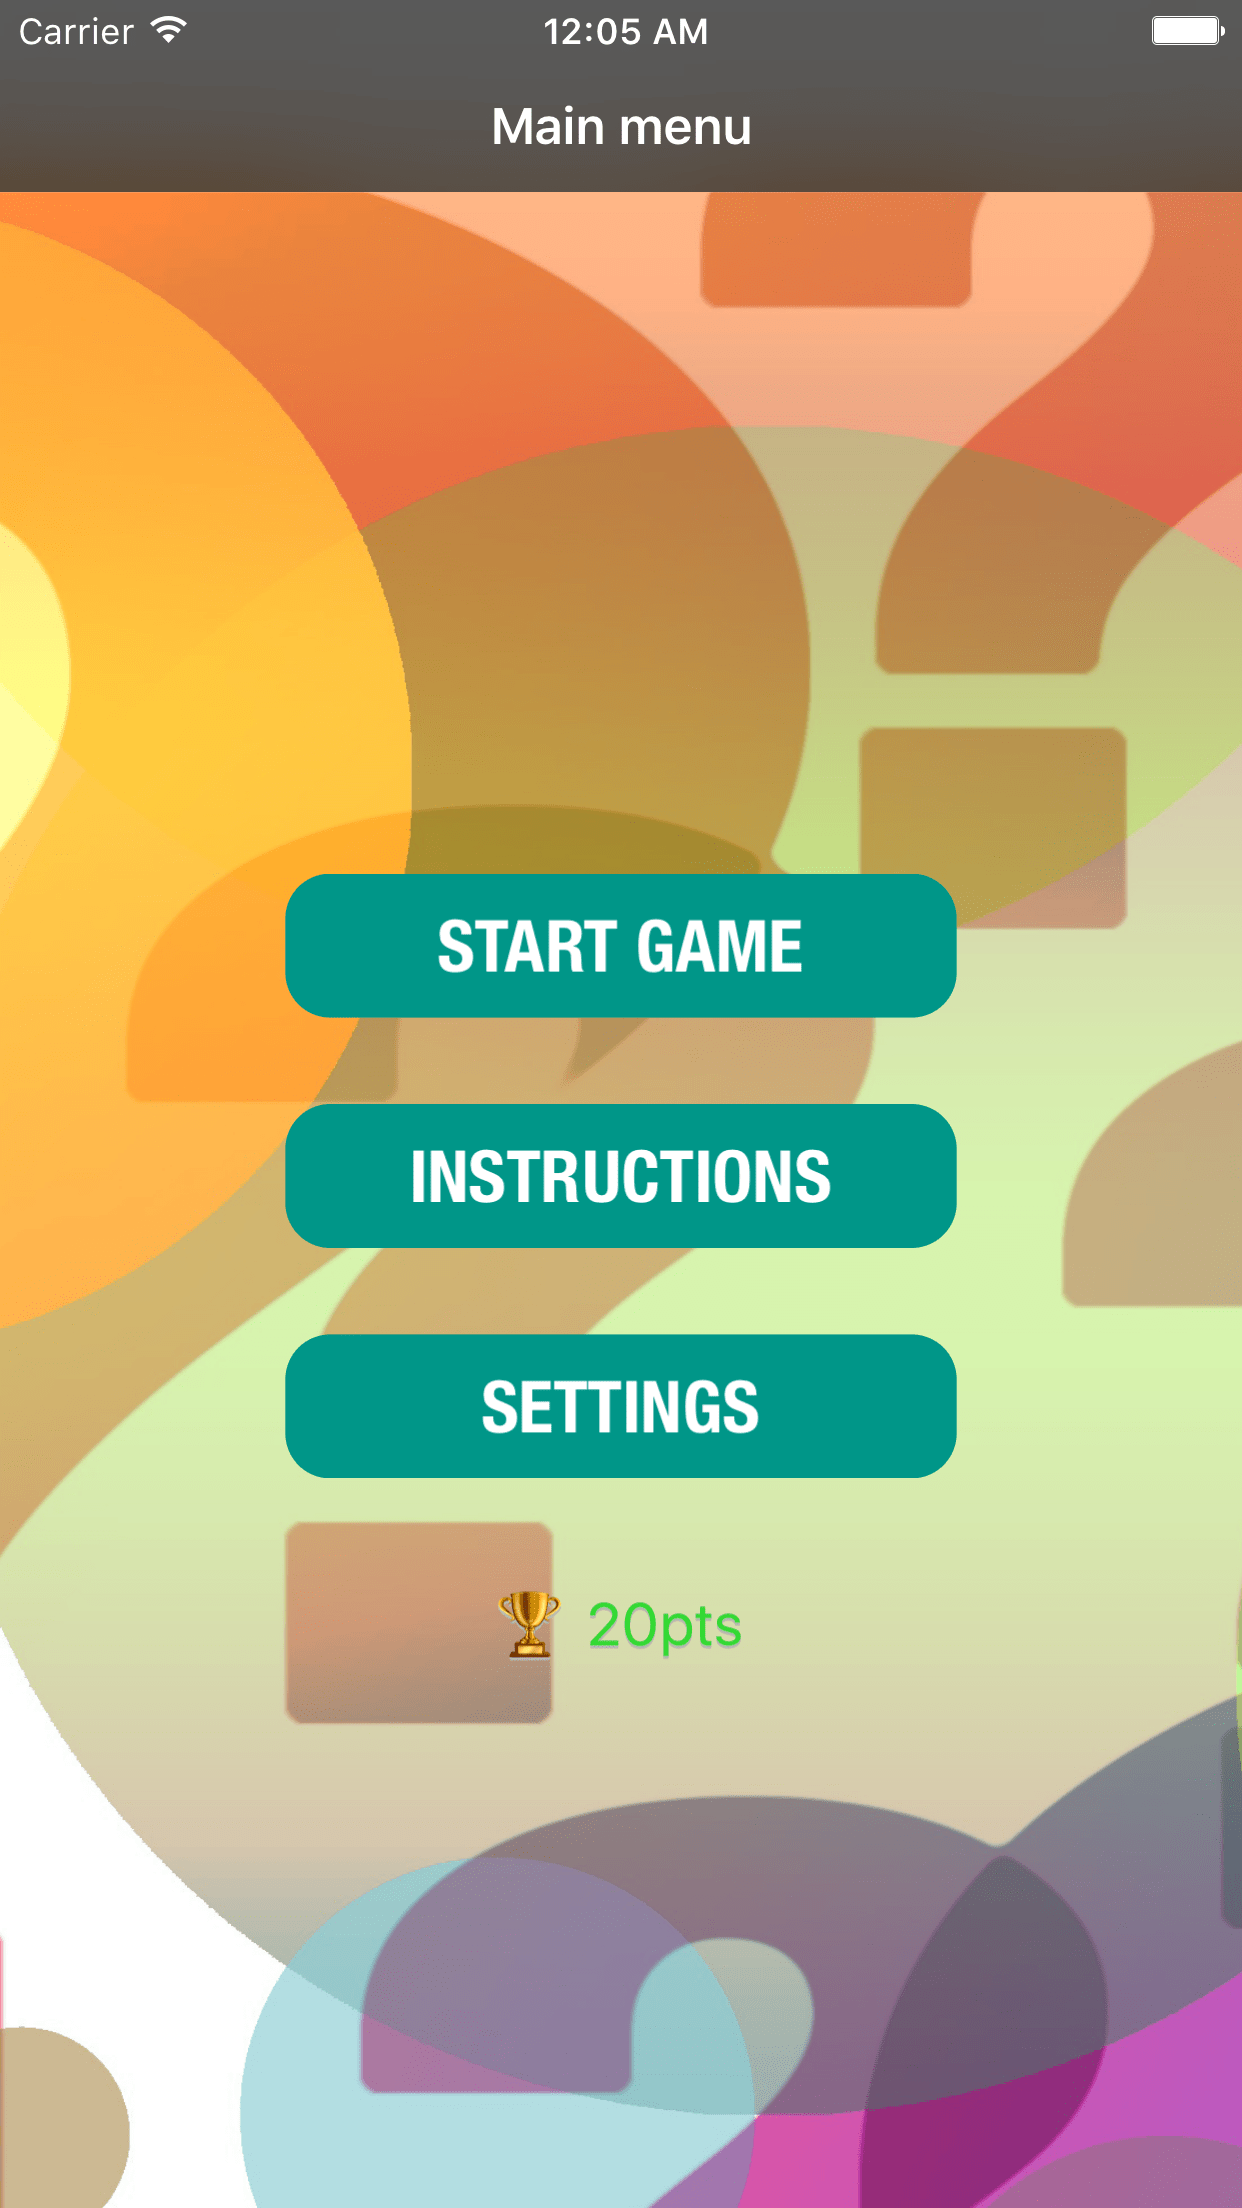 Carrier 12:05 AM
Main menu
START GAME
INSTRUCTIONS
SETTINGS
🏆 20pts